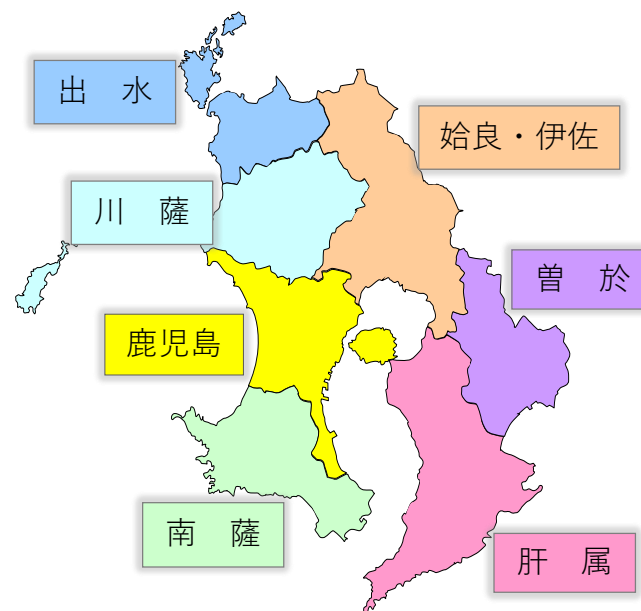 出　水
姶良・伊佐
川　薩
曽　於
鹿児島
南　薩
肝　属